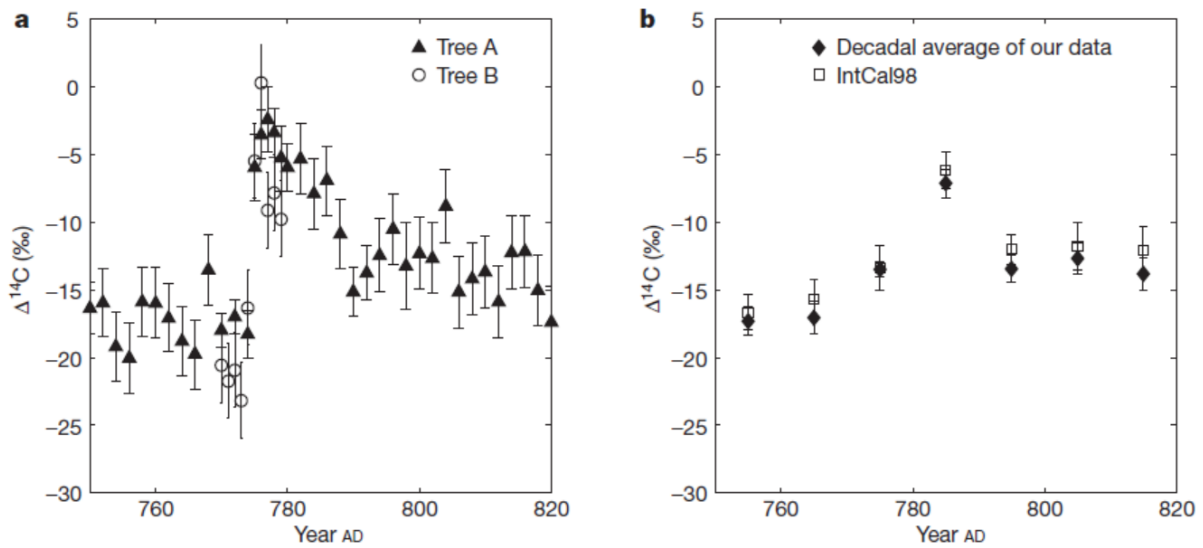 a
5
0
−5
−10
−15
−20
−25
−30
Δ¹⁴C (‰)
Tree A
Tree B
760
780
800
820
Year AD
b
5
0
−5
−10
−15
−20
−25
−30
Δ¹⁴C (‰)
Decadal average of our data
IntCal98
760
780
800
820
Year AD